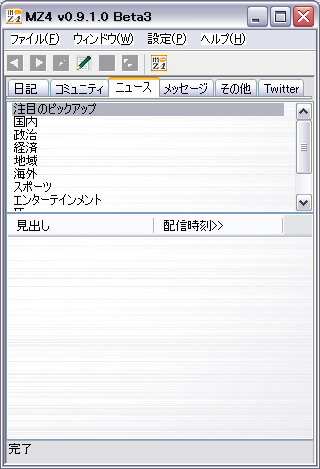 MZ4 v0.9.1.0 Beta3
ファイル(F) ウィンドウ(W) 設定(P) ヘルプ(H)
日記 コミュニティ ニュース メッセージ その他 Twitter
注目のピックアップ
国内
政治
経済
地域
海外
スポーツ
エンターテインメント
見出し 配信時刻>>
完了